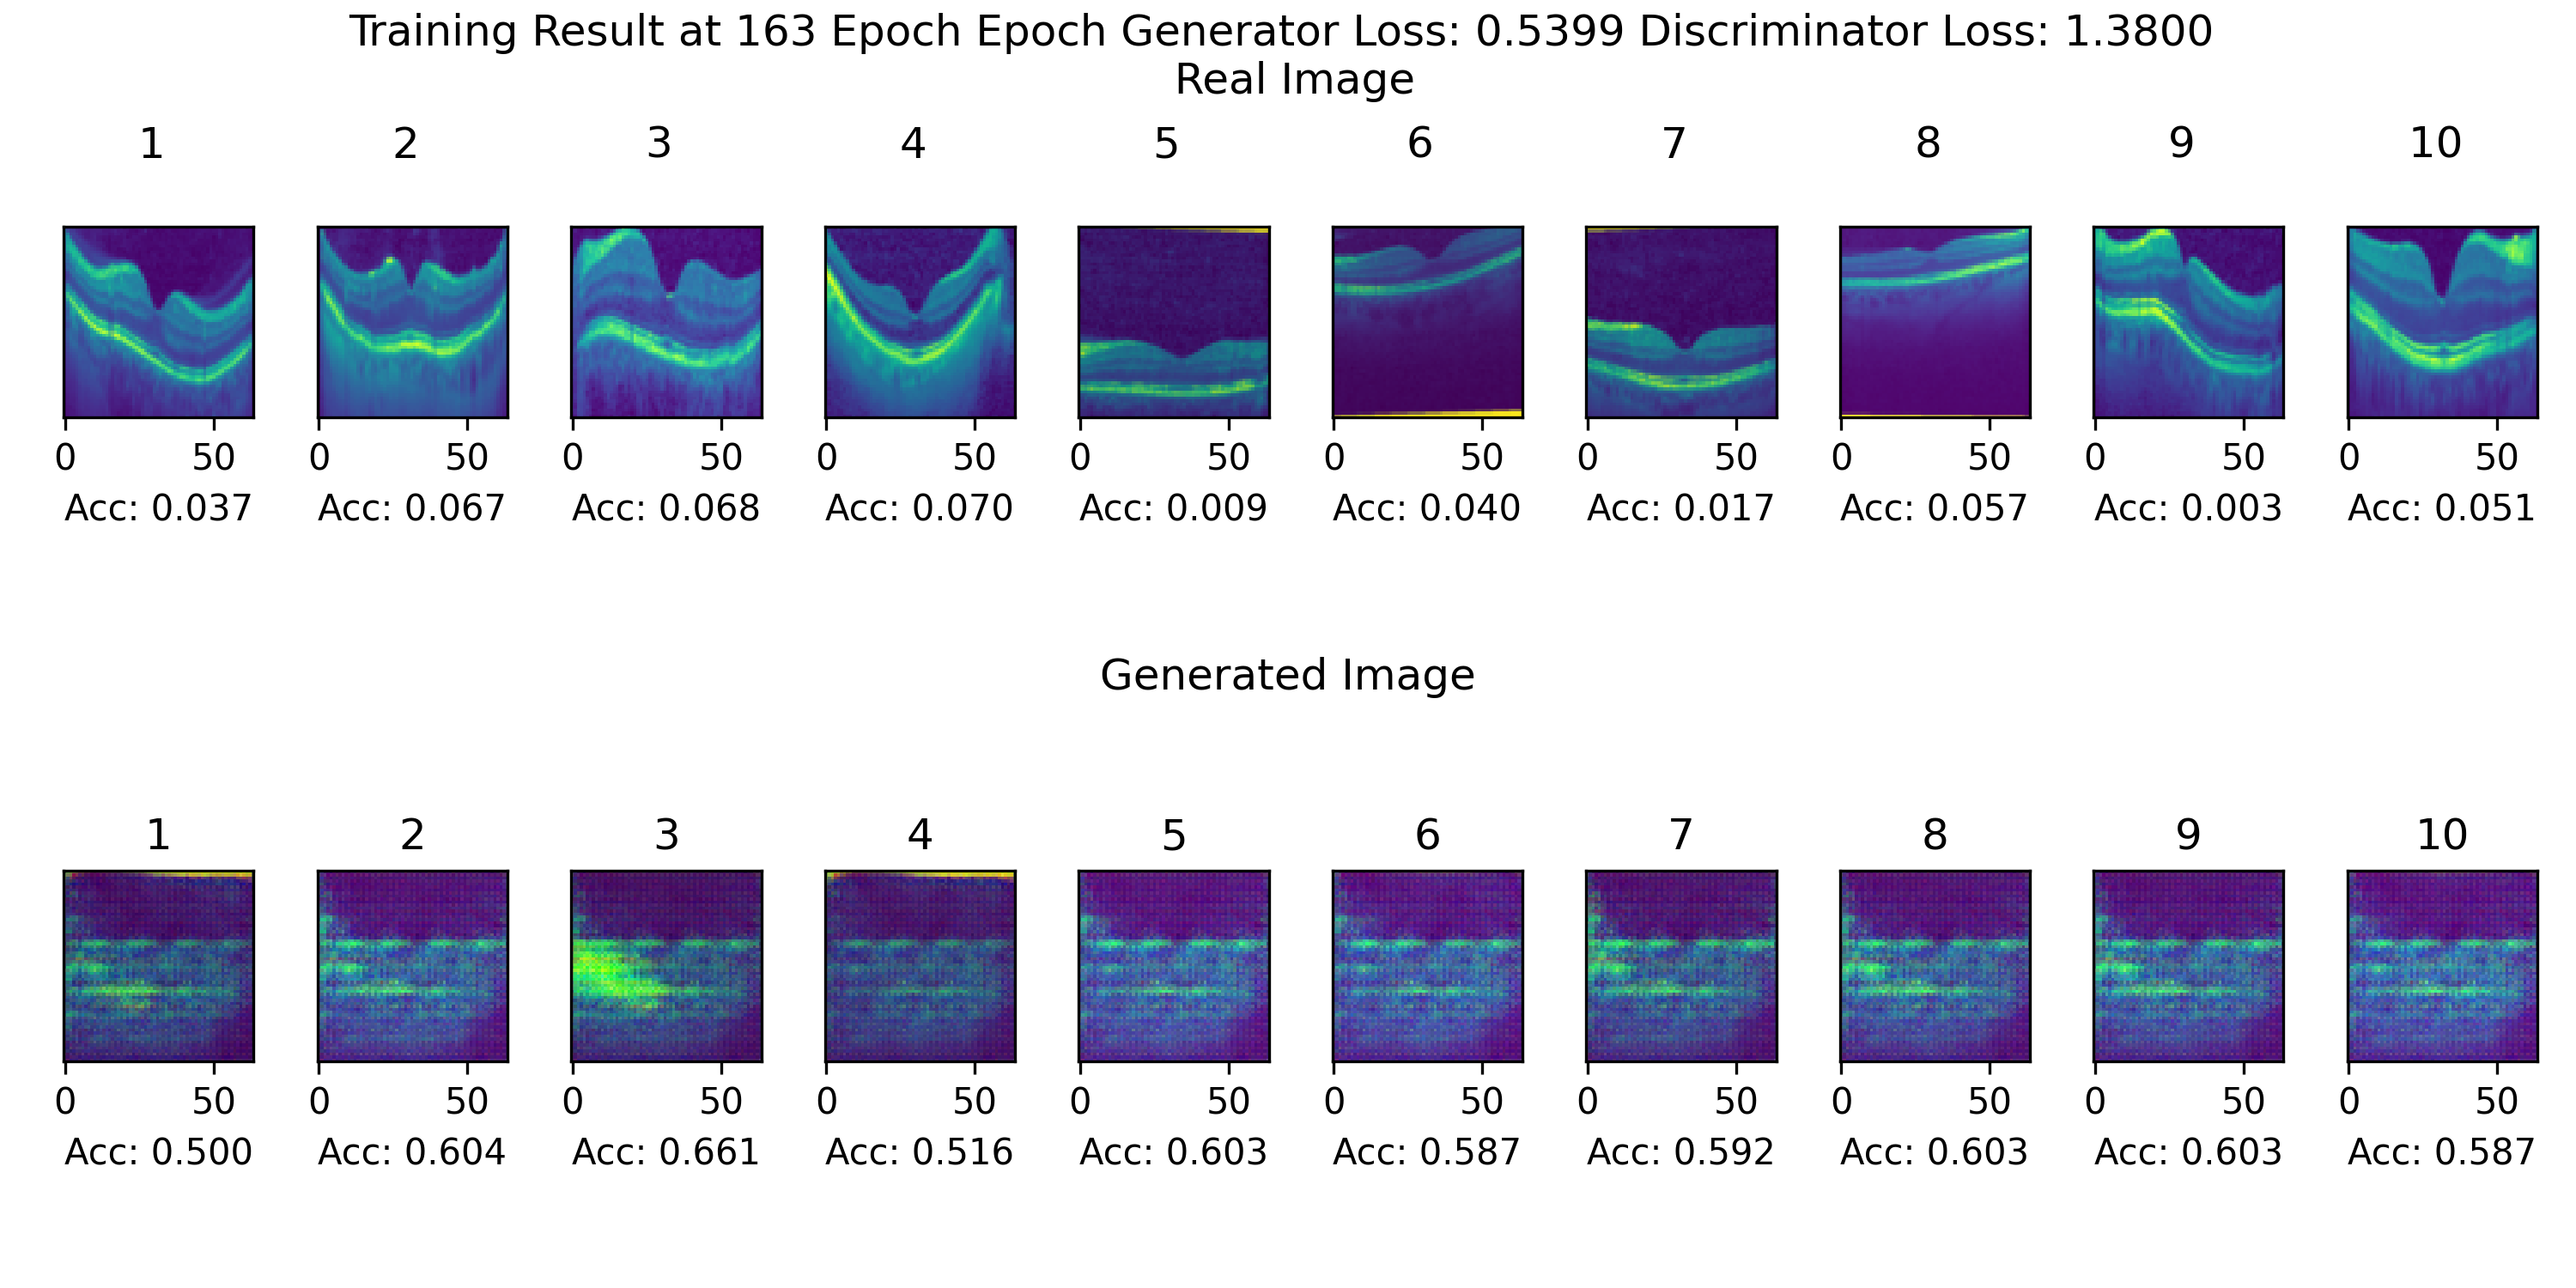 Training Result at 163 Epoch Epoch Generator Loss: 0.5399 Discriminator Loss: 1.3800
Real Image
1 2 3 4 5 6 7 8 9 10
0 50 0 50 0 50 0 50 0 50 0 50 0 50 0 50 0 50 0 50
Acc: 0.037 Acc: 0.067 Acc: 0.068 Acc: 0.070 Acc: 0.009 Acc: 0.040 Acc: 0.017 Acc: 0.057 Acc: 0.003 Acc: 0.051
Generated Image
1 2 3 4 5 6 7 8 9 10
0 50 0 50 0 50 0 50 0 50 0 50 0 50 0 50 0 50 0 50
Acc: 0.500 Acc: 0.604 Acc: 0.661 Acc: 0.516 Acc: 0.603 Acc: 0.587 Acc: 0.592 Acc: 0.603 Acc: 0.603 Acc: 0.587